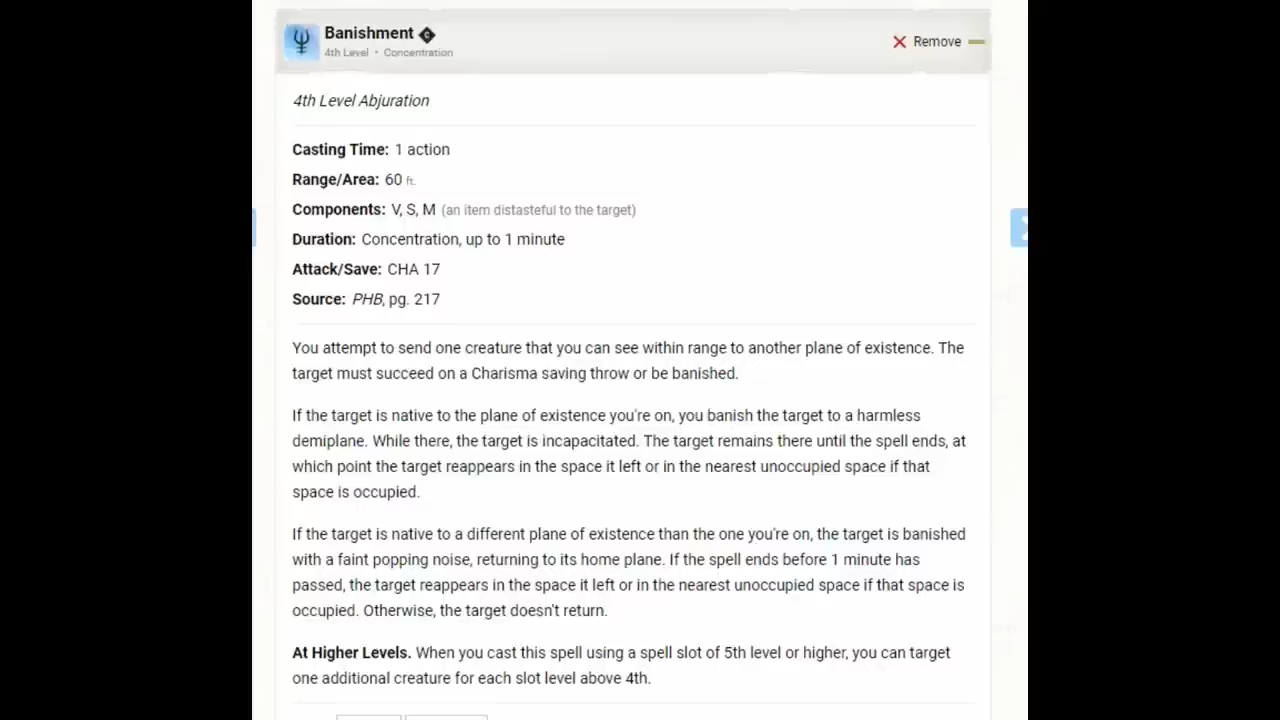 Banishment
4th Level • Concentration
Remove
4th Level Abjuration
Casting Time: 1 action
Range/Area: 60 ft.
Components: V, S, M (an item distasteful to the target)
Duration: Concentration, up to 1 minute
Attack/Save: CHA 17
Source: PHB, pg. 217
You attempt to send one creature that you can see within range to another plane of existence. The
target must succeed on a Charisma saving throw or be banished.
If the target is native to the plane of existence you're on, you banish the target to a harmless
demiplane. While there, the target is incapacitated. The target remains there until the spell ends, at
which point the target reappears in the space it left or in the nearest unoccupied space if that
space is occupied.
If the target is native to a different plane of existence than the one you're on, the target is banished
with a faint popping noise, returning to its home plane. If the spell ends before 1 minute has
passed, the target reappears in the space it left or in the nearest unoccupied space if that space is
occupied. Otherwise, the target doesn't return.
At Higher Levels. When you cast this spell using a spell slot of 5th level or higher, you can target
one additional creature for each slot level above 4th.